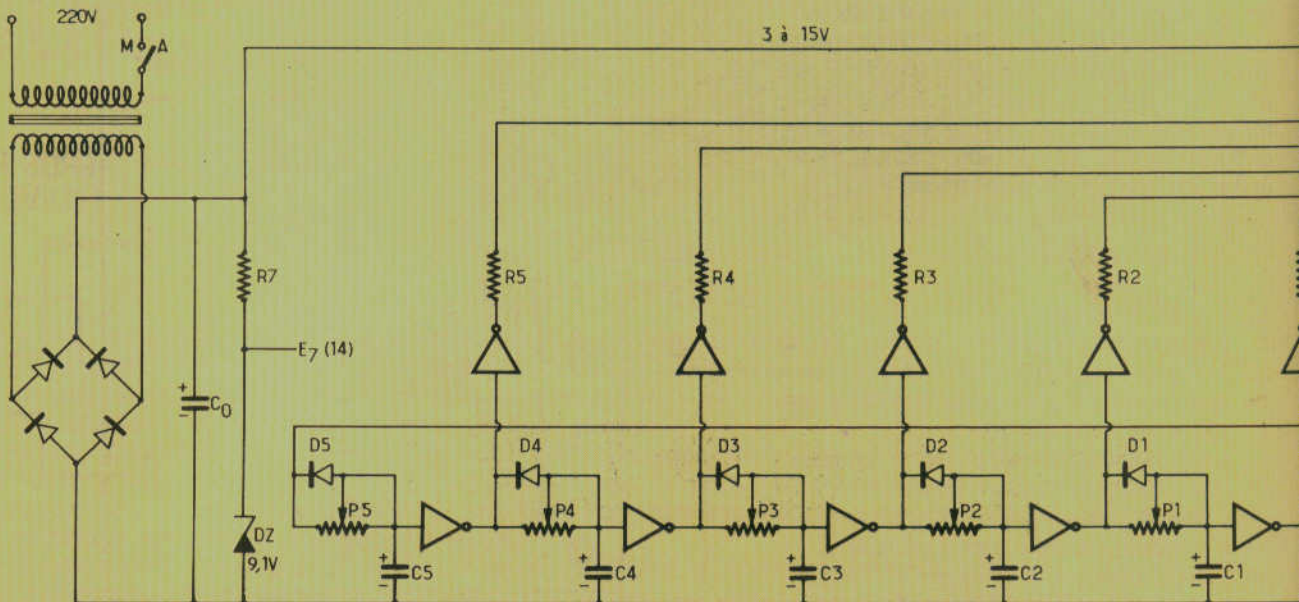 220V
M A
3 à 15V
R7
R5
R4
R3
R2
E7 (14)
+
-
C0
D5
D4
D3
D2
D1
P5
P4
P3
P2
P1
DZ
9,1V
+
-
C5
+
-
C4
+
-
C3
+
-
C2
+
-
C1